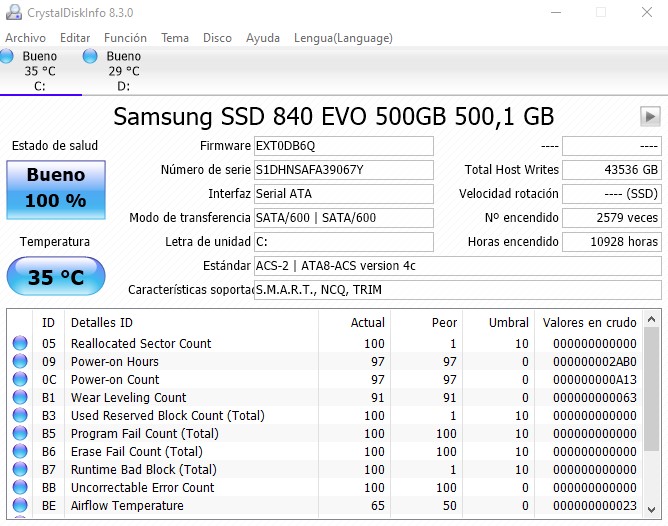 CrystalDiskInfo 8.3.0
Archivo Editar Función Tema Disco Ayuda Lengua(Language)
Bueno Bueno
35 °C 29 °C
C: D:
Samsung SSD 840 EVO 500GB 500,1 GB
Estado de salud
Bueno
100 %
Temperatura
35 °C
Firmware EXT0DB6Q ---- ----
Número de serie S1DHNSAFA39067Y Total Host Writes 43536 GB
Interfaz Serial ATA Velocidad rotación ---- (SSD)
Modo de transferencia SATA/600 | SATA/600 Nº encendido 2579 veces
Letra de unidad C: Horas encendido 10928 horas
Estándar ACS-2 | ATA8-ACS version 4c
Características soportad S.M.A.R.T., NCQ, TRIM
ID Detalles ID Actual Peor Umbral Valores en crudo
05 Reallocated Sector Count 100 1 10 000000000000
09 Power-on Hours 97 97 0 000000002AB0
0C Power-on Count 97 97 0 000000000A13
B1 Wear Leveling Count 91 91 0 000000000063
B3 Used Reserved Block Count (Total) 100 1 10 000000000000
B5 Program Fail Count (Total) 100 100 10 000000000000
B6 Erase Fail Count (Total) 100 100 10 000000000000
B7 Runtime Bad Block (Total) 100 1 10 000000000000
BB Uncorrectable Error Count 100 100 0 000000000000
BE Airflow Temperature 65 50 0 000000000023